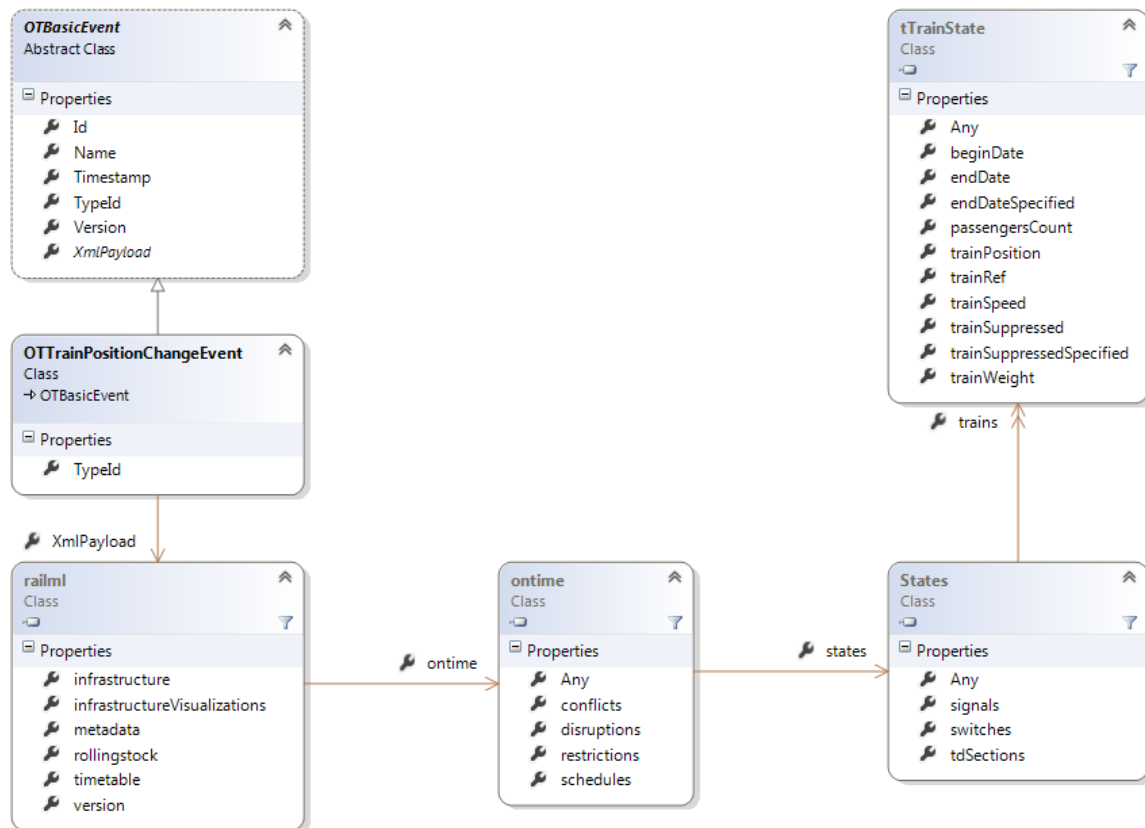 OTBasicEvent
Abstract Class
Properties
Id
Name
Timestamp
TypeId
Version
XmlPayload
OTTrainPositionChangeEvent
Class
OTBasicEvent
Properties
TypeId
XmlPayload
railml
Class
Properties
infrastructure
infrastructureVisualizations
metadata
rollingstock
timetable
version
ontime
ontime
Class
Properties
Any
conflicts
disruptions
restrictions
schedules
states
States
Class
Properties
Any
signals
switches
tdSections
trains
tTrainState
Class
Properties
Any
beginDate
endDate
endDateSpecified
passengersCount
trainPosition
trainRef
trainSpeed
trainSuppressed
trainSuppressedSpecified
trainWeight